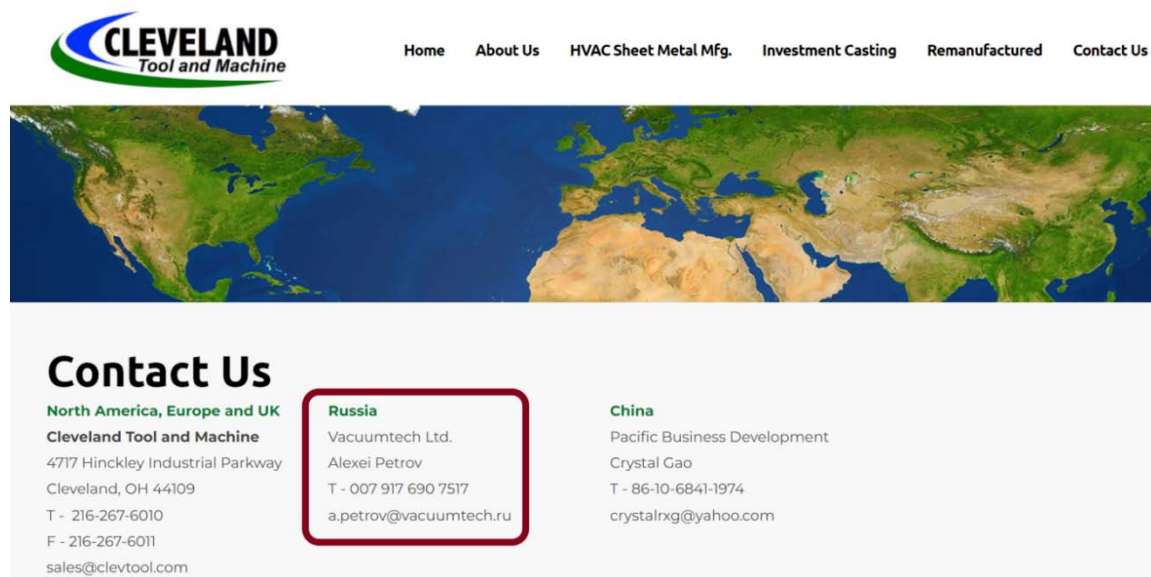 CLEVELAND
Tool and Machine
Home About Us HVAC Sheet Metal Mfg. Investment Casting Remanufactured Contact Us
Contact Us
North America, Europe and UK
Cleveland Tool and Machine
4717 Hinckley Industrial Parkway
Cleveland, OH 44109
T - 216-267-6010
F - 216-267-6011
sales@clevtool.com
Russia
Vacuumtech Ltd.
Alexei Petrov
T - 007 917 690 7517
a.petrov@vacuumtech.ru
China
Pacific Business Development
Crystal Gao
T - 86-10-6841-1974
crystalrxg@yahoo.com